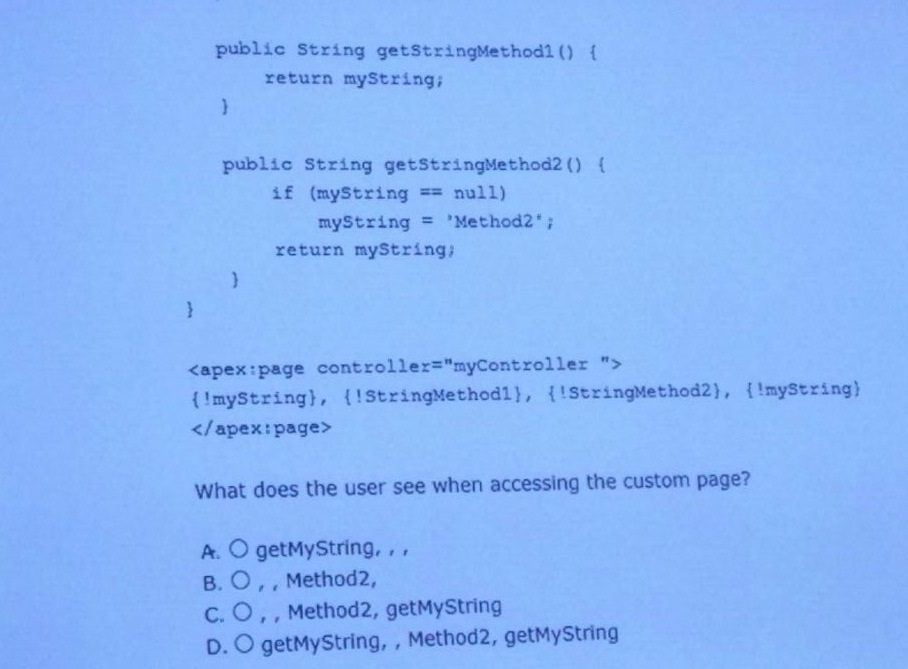 public String getStringMethod1() {
return myString;
}
public String getStringMethod2() {
if (myString == null)
myString = 'Method2';
return myString;
}
}
<apex:page controller="myController ">
{!myString}, {!StringMethod1}, {!StringMethod2}, {!myString}
</apex:page>
What does the user see when accessing the custom page?
A. getMyString, , ,
B. , , Method2,
C. , , Method2, getMyString
D. getMyString, , Method2, getMyString